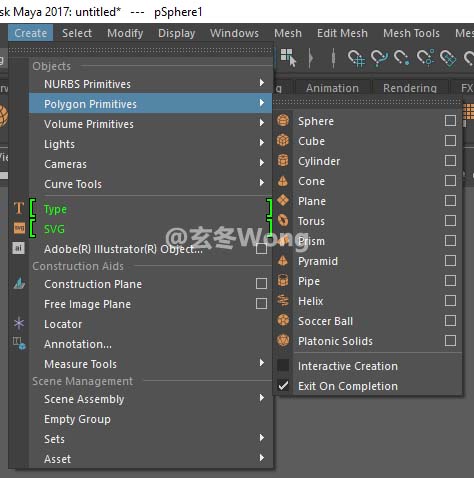 sk Maya 2017: untitled* --- pSphere1
Create Select Modify Display Windows Mesh Edit Mesh Mesh Tools Me
Animation Rendering FX
Objects
NURBS Primitives
Polygon Primitives
Volume Primitives
Lights
Cameras
Curve Tools
Type
SVG
Adobe(R) Illustrator(R) Object...
Construction Aids
Construction Plane
Free Image Plane
Locator
Annotation...
Measure Tools
Scene Management
Scene Assembly
Empty Group
Sets
Asset
Sphere
Cube
Cylinder
Cone
Plane
Torus
Prism
Pyramid
Pipe
Helix
Soccer Ball
Platonic Solids
Interactive Creation
Exit On Completion
@玄冬Wong